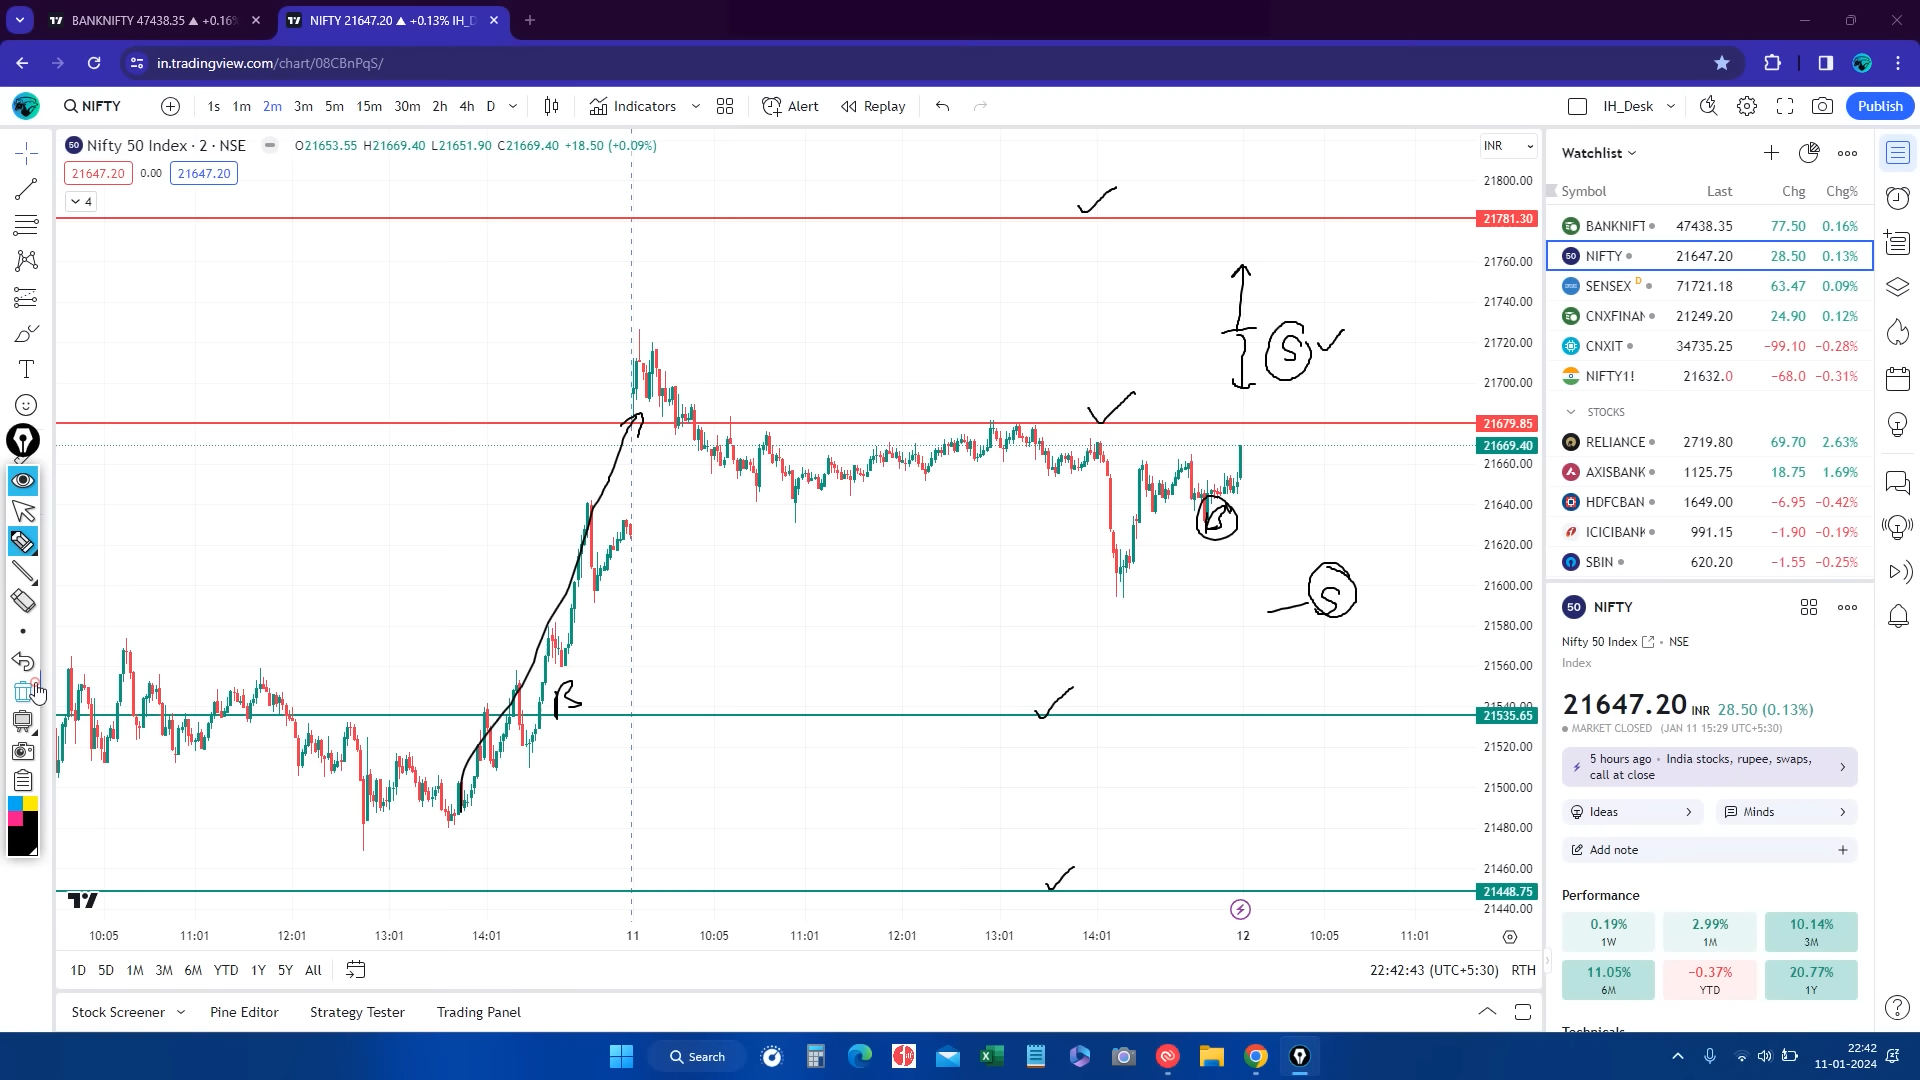 BANKNIFTY 47438.35 ▲ +0.16%
NIFTY 21647.20 ▲ +0.13% IH_D
in.tradingview.com/chart/08CBnPqS/
NIFTY 1s 1m 2m 3m 5m 15m 30m 2h 4h D Indicators Alert Replay IH_Desk Publish
Nifty 50 Index · 2 · NSE O21653.55 H21669.40 L21651.90 C21669.40 +18.50 (+0.09%)
21647.20 0.00 21647.20
4
INR
21800.00
21781.30
21760.00
21740.00
21720.00
21700.00
21679.85
21669.40
21660.00
21640.00
21620.00
21600.00
21580.00
21560.00
21535.65
21520.00
21500.00
21480.00
21460.00
21448.75
21440.00
S
B
S
B
10:05 11:01 12:01 13:01 14:01 11 10:05 11:01 12:01 13:01 14:01 12 10:05 11:01
1D 5D 1M 3M 6M YTD 1Y 5Y All
22:42:43 (UTC+5:30) RTH
Stock Screener Pine Editor Strategy Tester Trading Panel
Watchlist
Symbol Last Chg Chg%
BANKNIFT 47438.35 77.50 0.16%
50 NIFTY 21647.20 28.50 0.13%
SENSEX D 71721.18 63.47 0.09%
CNXFINAN 21249.20 24.90 0.12%
CNXIT 34735.25 −99.10 −0.28%
NIFTY1! 21632.0 −68.0 −0.31%
STOCKS
RELIANCE 2719.80 69.70 2.63%
AXISBANK 1125.75 18.75 1.69%
HDFCBAN 1649.00 −6.95 −0.42%
ICICIBANK 991.15 −1.90 −0.19%
SBIN 620.20 −1.55 −0.25%
50 NIFTY
Nifty 50 Index • NSE
Index
21647.20 INR 28.50 (0.13%)
MARKET CLOSED (JAN 11 15:29 UTC+5:30)
5 hours ago • India stocks, rupee, swaps,
call at close
Ideas Minds
Add note
Performance
0.19% 2.99% 10.14%
1W 1M 3M
11.05% −0.37% 20.77%
6M YTD 1Y
Search
22:42
11-01-2024